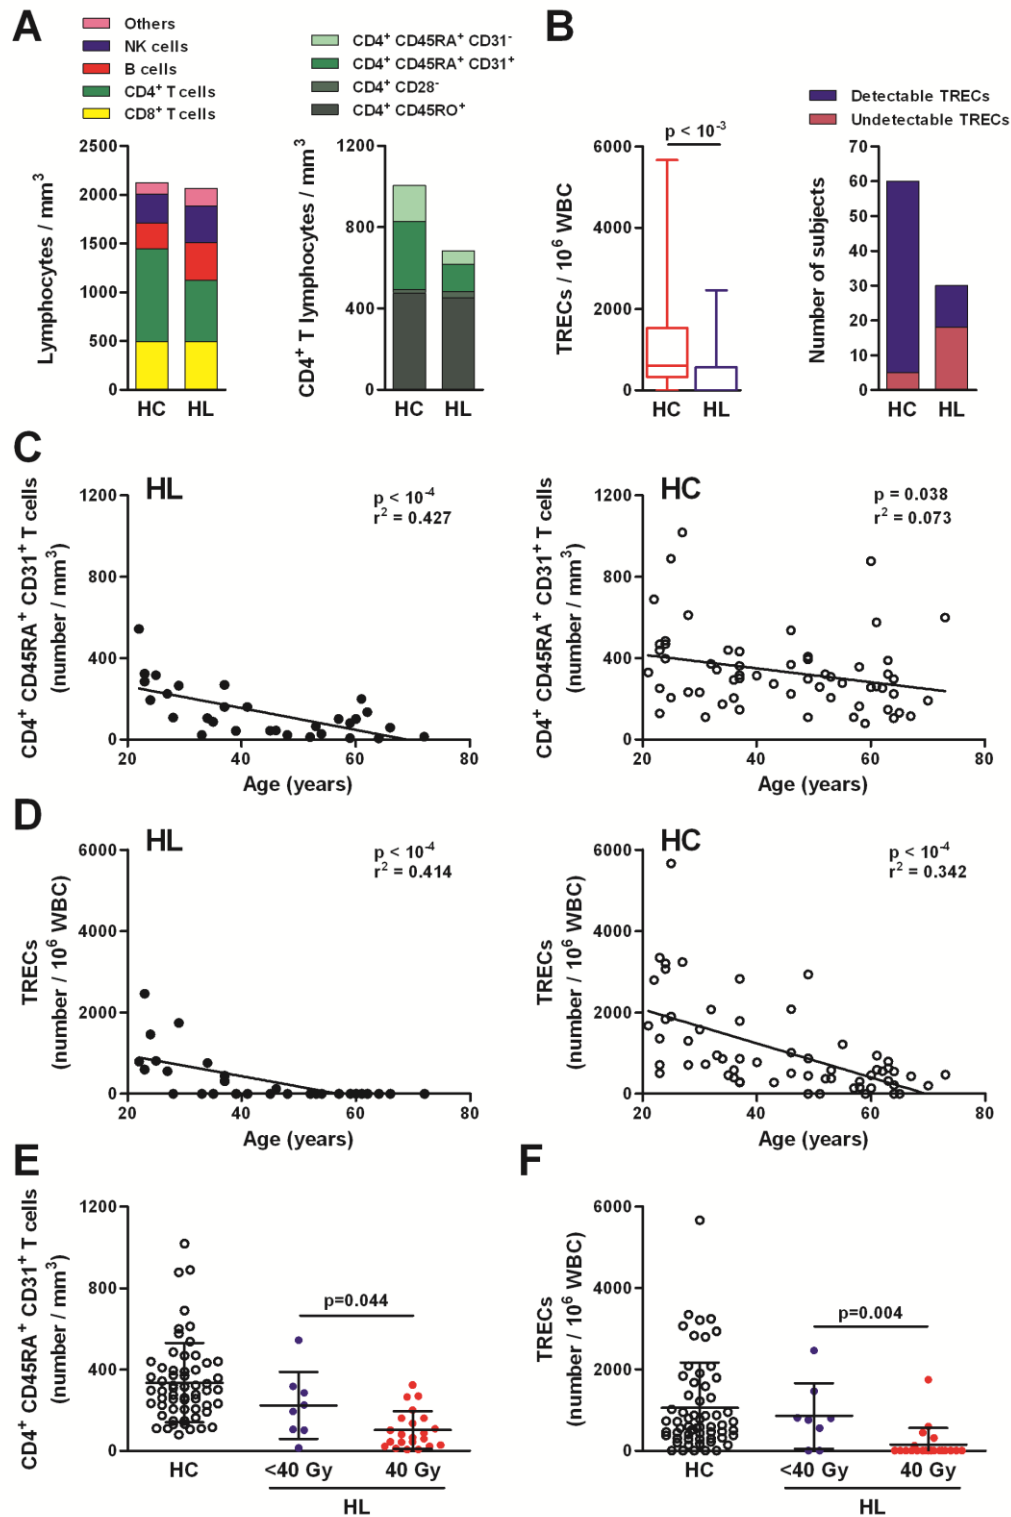 A
Others
NK cells
B cells
CD4+ T cells
CD8+ T cells
CD4+ CD45RA+ CD31-
CD4+ CD45RA+ CD31+
CD4+ CD28-
CD4+ CD45RO+
Lymphocytes / mm3
2500
2000
1500
1000
500
0
HC HL
CD4+ T lymphocytes / mm3
1200
800
400
0
HC HL
B
Detectable TRECs
Undetectable TRECs
TRECs / 10^6 WBC
p < 10-3
6000
4000
2000
0
HC HL
Number of subjects
70
60
50
40
30
20
10
0
HC HL
C
CD4+ CD45RA+ CD31+ T cells
(number / mm3)
HL
p < 10-4
r2 = 0.427
1200
800
400
0
20 40 60 80
Age (years)
CD4+ CD45RA+ CD31+ T cells
(number / mm3)
HC
p = 0.038
r2 = 0.073
1200
800
400
0
20 40 60 80
Age (years)
D
TRECs
(number / 10^6 WBC)
HL
p < 10-4
r2 = 0.414
6000
4000
2000
0
20 40 60 80
Age (years)
TRECs
(number / 10^6 WBC)
HC
p < 10-4
r2 = 0.342
6000
4000
2000
0
20 40 60 80
Age (years)
E
CD4+ CD45RA+ CD31+ T cells
(number / mm3)
1200
800
400
0
p=0.044
HC <40 Gy 40 Gy
HL
F
TRECs
(number / 10^6 WBC)
6000
4000
2000
0
p=0.004
HC <40 Gy 40 Gy
HL